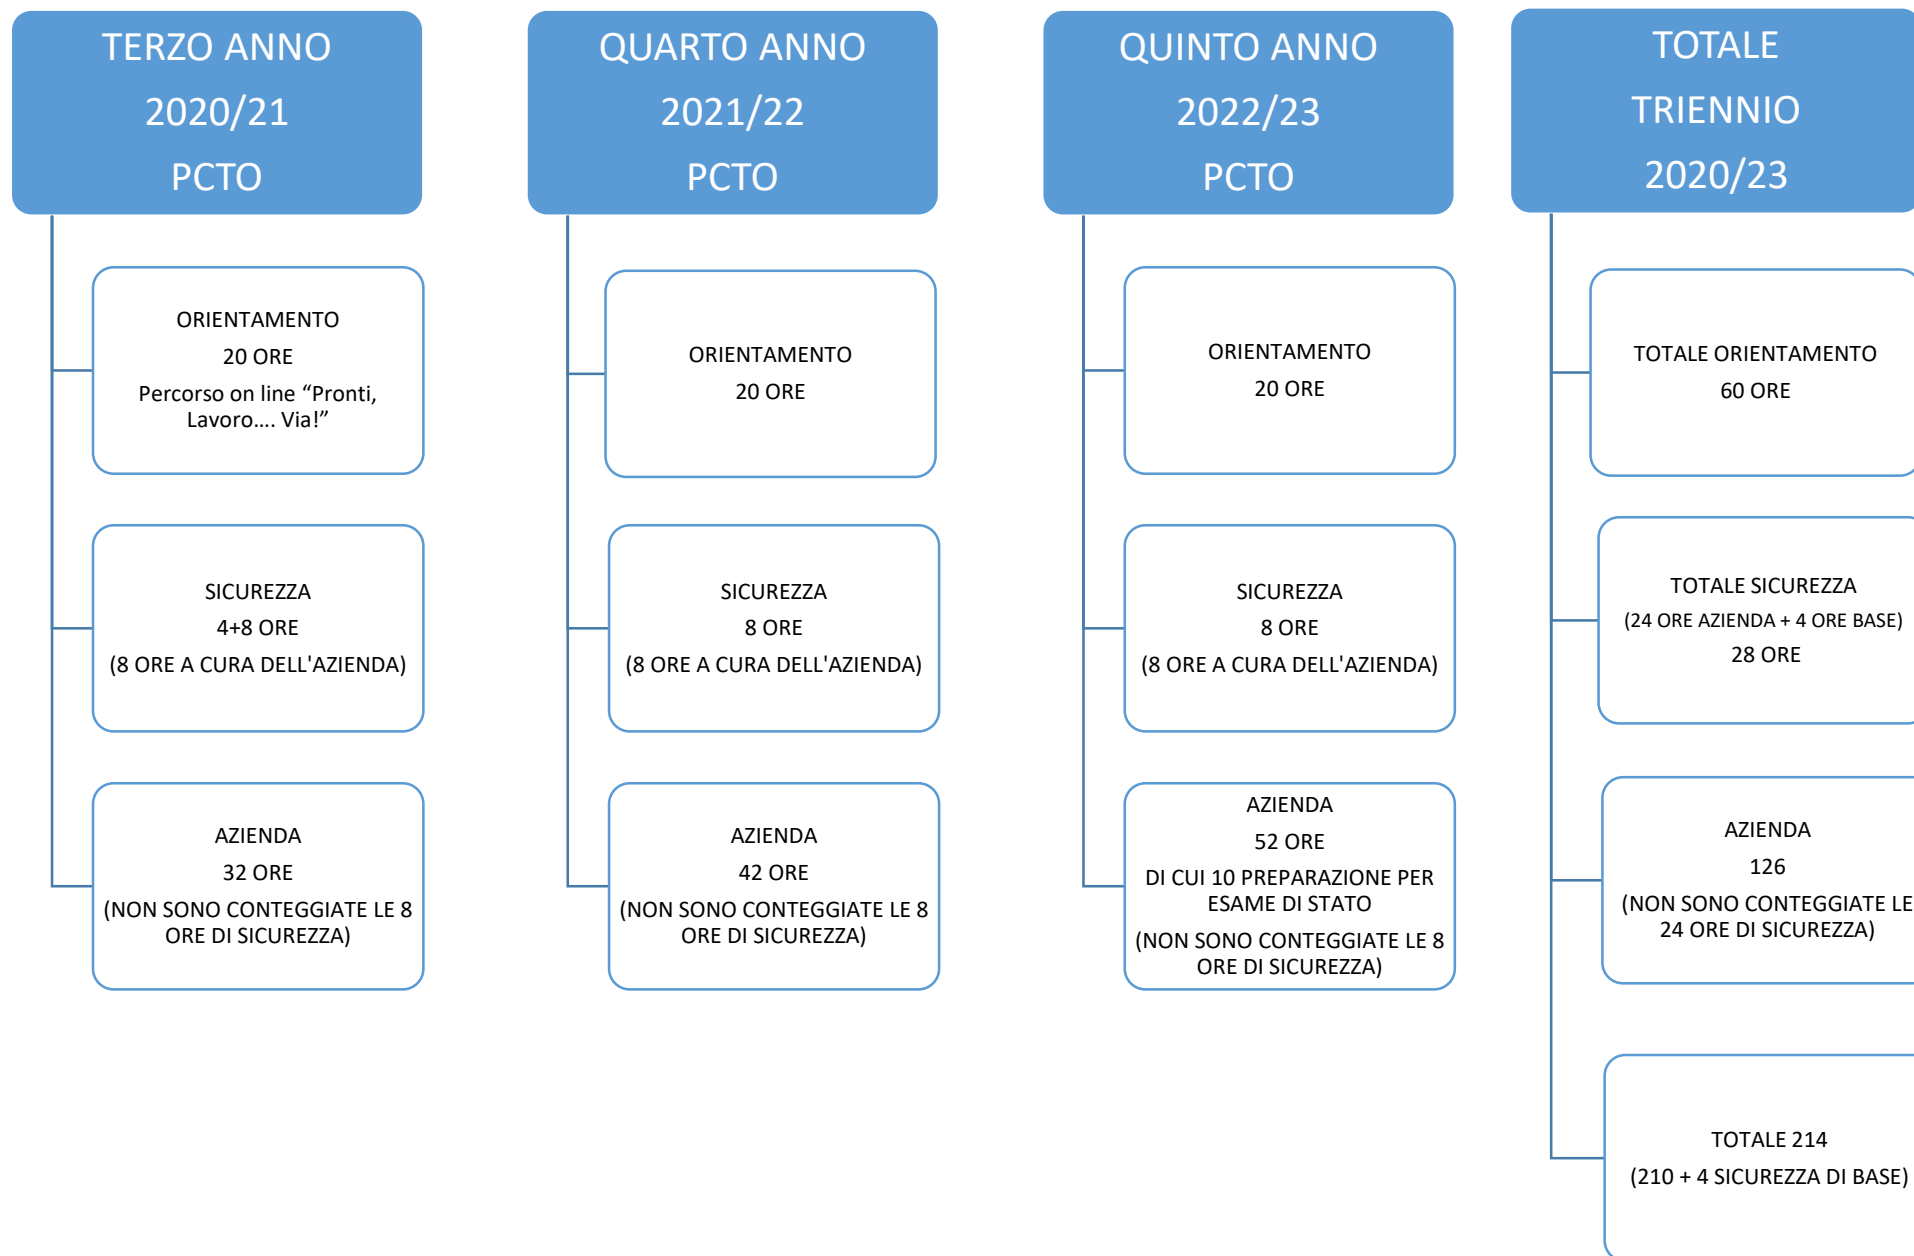 TERZO ANNO
2020/21
PCTO
ORIENTAMENTO
20 ORE
Percorso on line “Pronti,
Lavoro…. Via!”
SICUREZZA
4+8 ORE
(8 ORE A CURA DELL'AZIENDA)
AZIENDA
32 ORE
(NON SONO CONTEGGIATE LE 8
ORE DI SICUREZZA)
QUARTO ANNO
2021/22
PCTO
ORIENTAMENTO
20 ORE
SICUREZZA
8 ORE
(8 ORE A CURA DELL'AZIENDA)
AZIENDA
42 ORE
(NON SONO CONTEGGIATE LE 8
ORE DI SICUREZZA)
QUINTO ANNO
2022/23
PCTO
ORIENTAMENTO
20 ORE
SICUREZZA
8 ORE
(8 ORE A CURA DELL'AZIENDA)
AZIENDA
52 ORE
DI CUI 10 PREPARAZIONE PER
ESAME DI STATO
(NON SONO CONTEGGIATE LE 8
ORE DI SICUREZZA)
TOTALE
TRIENNIO
2020/23
TOTALE ORIENTAMENTO
60 ORE
TOTALE SICUREZZA
(24 ORE AZIENDA + 4 ORE BASE)
28 ORE
AZIENDA
126
(NON SONO CONTEGGIATE LE
24 ORE DI SICUREZZA)
TOTALE 214
(210 + 4 SICUREZZA DI BASE)